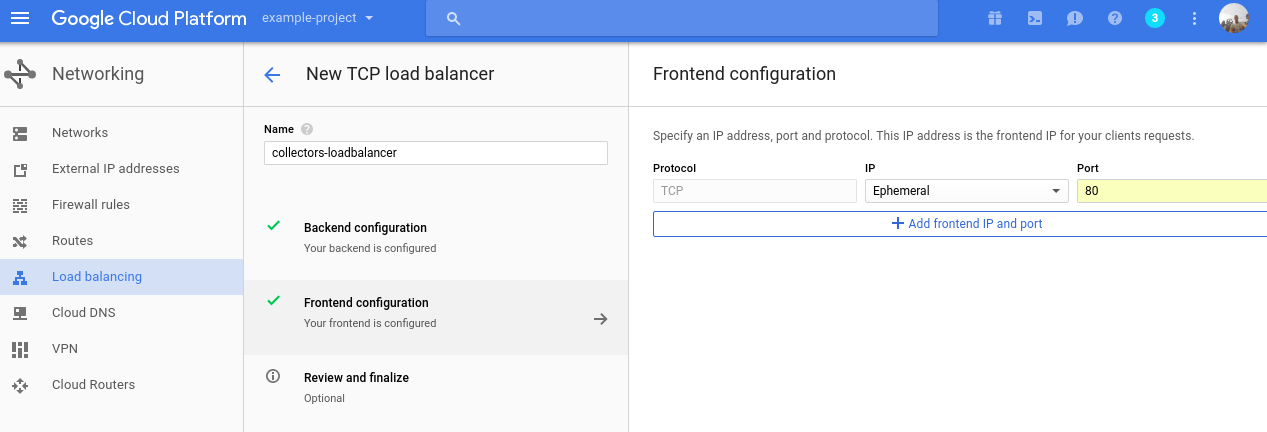 Google Cloud Platform example-project 3
Networking
Networks
External IP addresses
Firewall rules
Routes
Load balancing
Cloud DNS
VPN
Cloud Routers
New TCP load balancer
Name ?
collectors-loadbalancer
Backend configuration
Your backend is configured
Frontend configuration
Your frontend is configured
Review and finalize
Optional
Frontend configuration
Specify an IP address, port and protocol. This IP address is the frontend IP for your clients requests.
Protocol IP Port
TCP Ephemeral 80
+ Add frontend IP and port